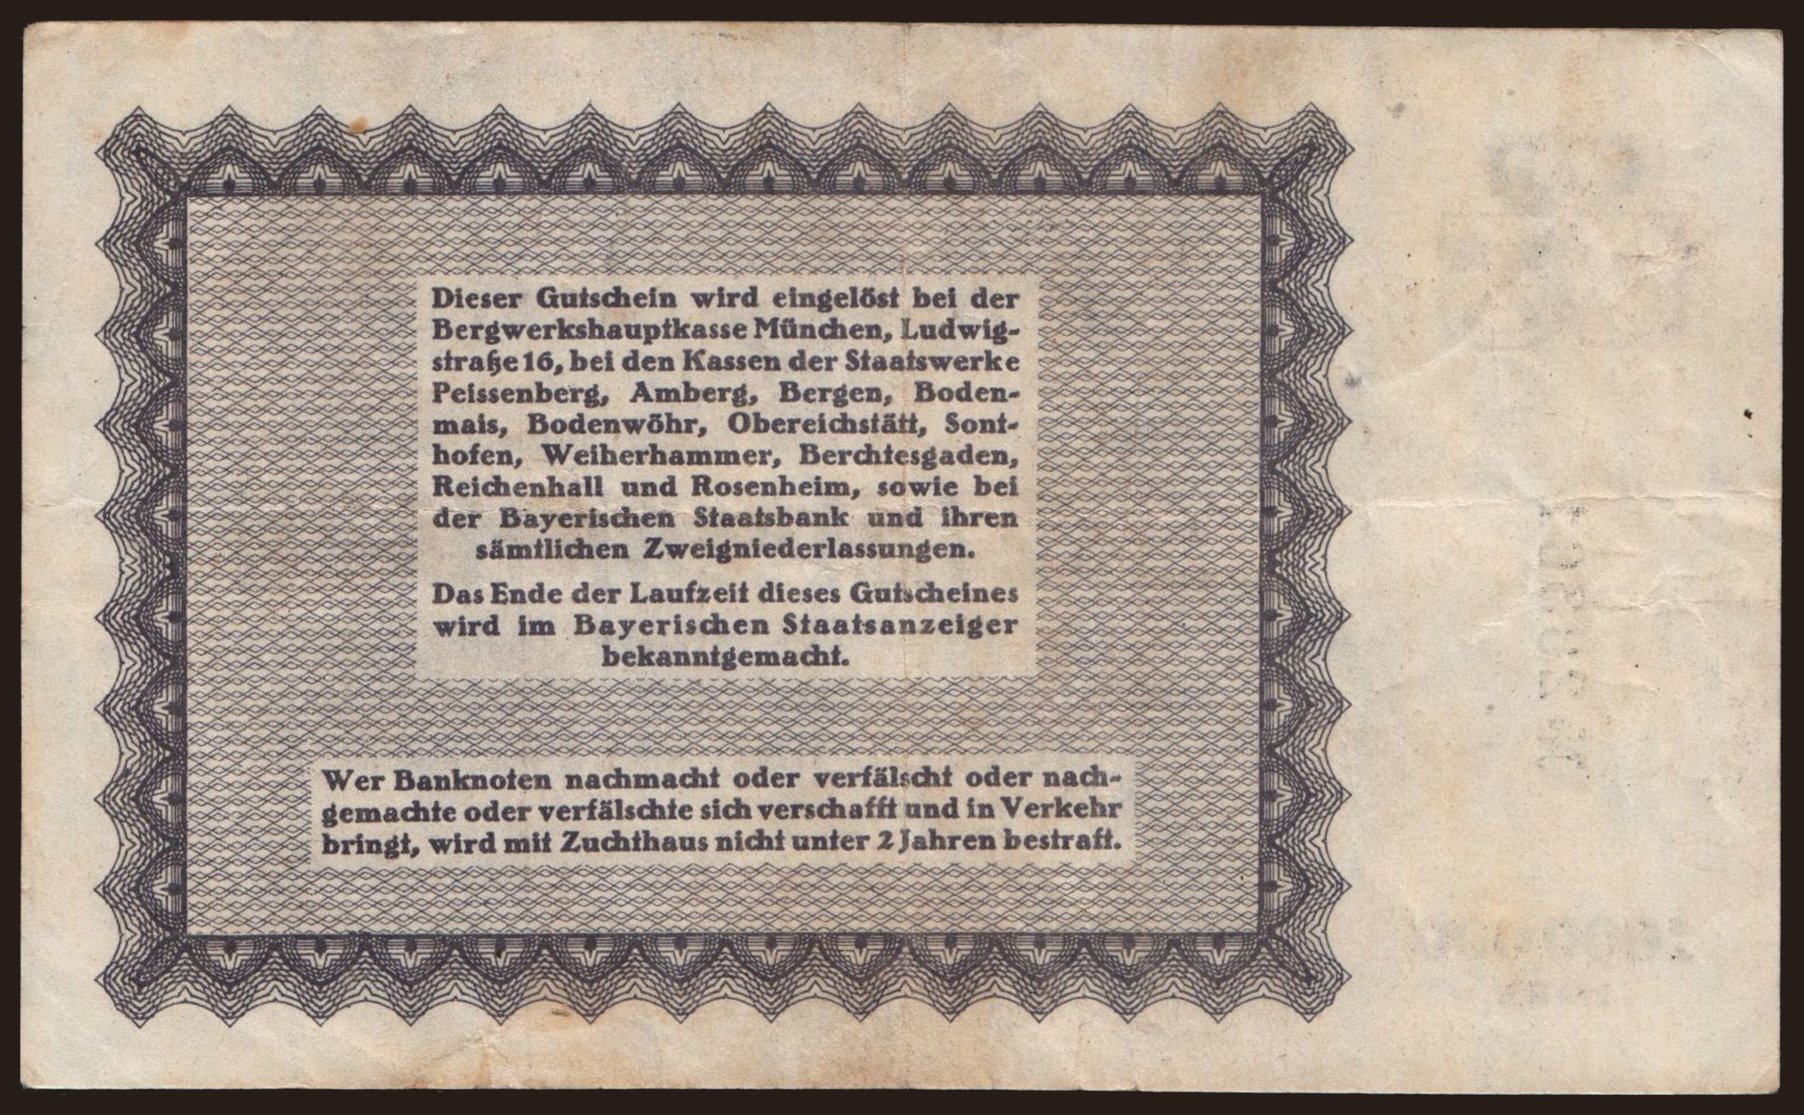 Dieser Gutschein wird eingelöst bei der
Bergwerkshauptkasse München, Ludwig-
straße 16, bei den Kassen der Staatswerke
Peissenberg, Amberg, Bergen, Boden-
mais, Bodenwöhr, Obereichstätt, Sont-
hofen, Weiherhammer, Berchtesgaden,
Reichenhall und Rosenheim, sowie bei
der Bayerischen Staatsbank und ihren
sämtlichen Zweigniederlassungen.
Das Ende der Laufzeit dieses Gutscheines
wird im Bayerischen Staatsanzeiger
bekanntgemacht.
Wer Banknoten nachmacht oder verfälscht oder nach-
gemachte oder verfälschte sich verschafft und in Verkehr
bringt, wird mit Zuchthaus nicht unter 2 Jahren bestraft.